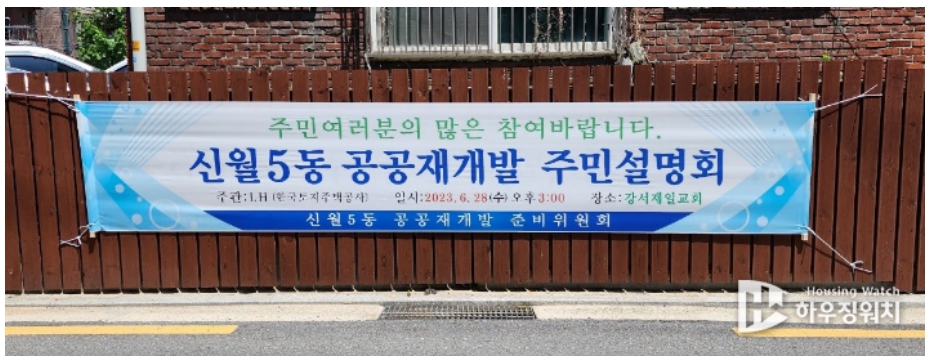 주민여러분의 많은 참여바랍니다.
신월5동 공공재개발 주민설명회
주관:LH(한국토지주택공사) 일시:2023.6.28(수)오후3:00 장소:강서제일교회
신월5동 공공재개발 준비위원회
Housing Watch
하우징워치